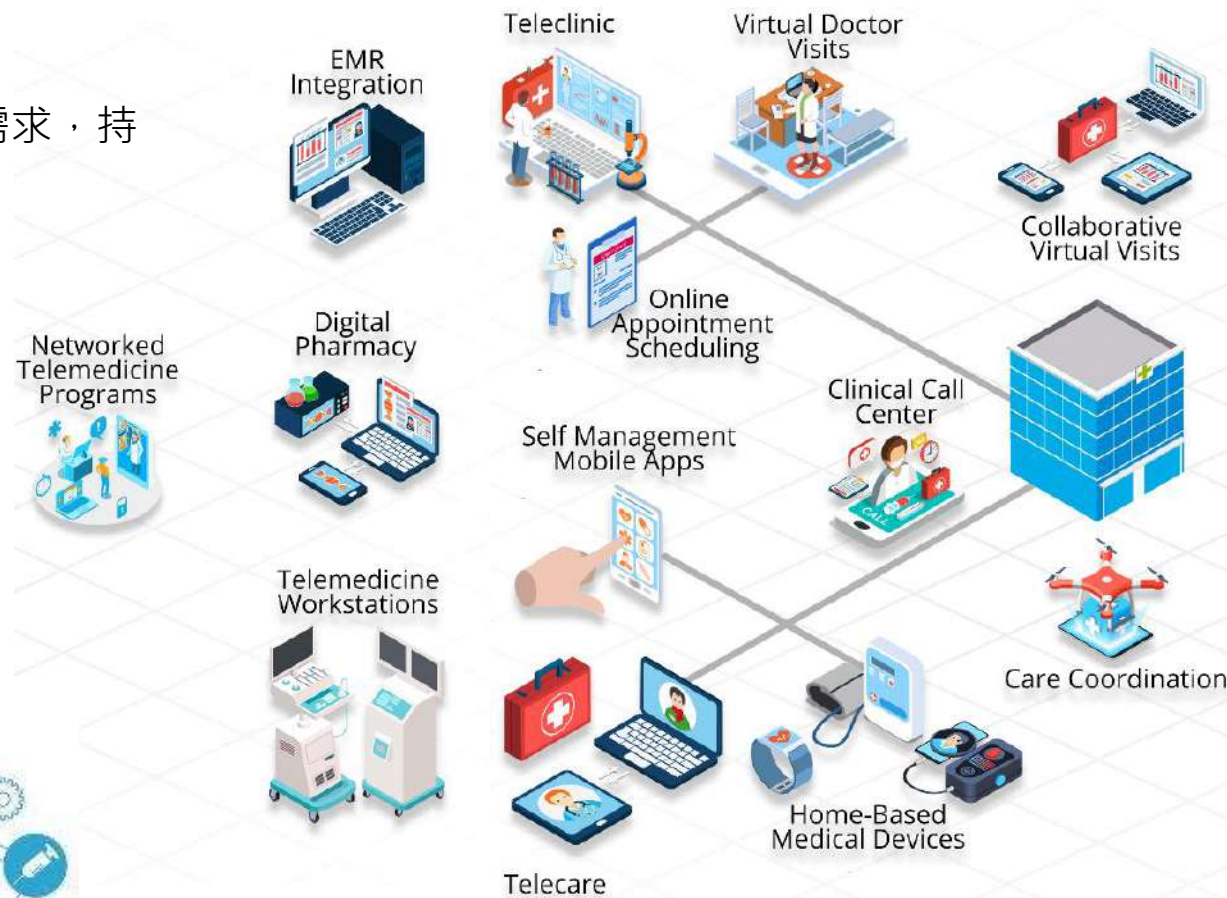 Teleclinic
Virtual Doctor
Visits
EMR
Integration
需求，持
Collaborative
Virtual Visits
Online
Appointment
Scheduling
Digital
Pharmacy
Networked
Telemedicine
Programs
Clinical Call
Center
Self Management
Mobile Apps
CALL
Telemedicine
Workstations
Care Coordination
Home-Based
Medical Devices
Telecare